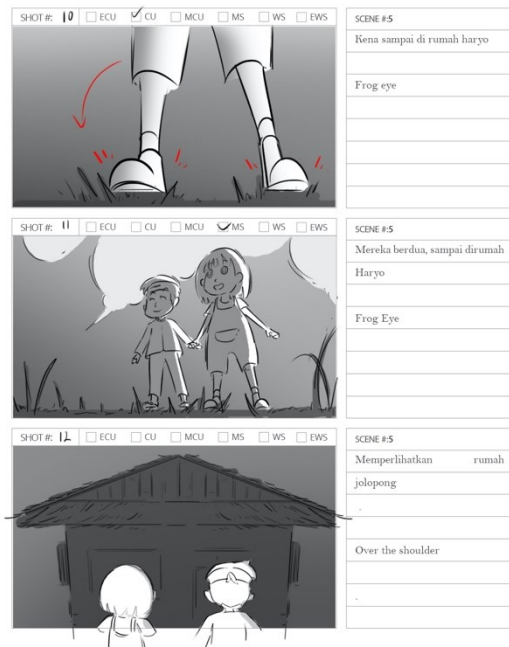 SHOT #: 10 ECU CU MCU MS WS EWS
SCENE #:5
Kena sampai di rumah haryo
Frog eye
SHOT #: 11 ECU CU MCU MS WS EWS
SCENE #:5
Mereka berdua, sampai dirumah
Haryo
Frog Eye
SHOT #: 12 ECU CU MCU MS WS EWS
SCENE #:5
Memperlihatkan rumah
jolopong
.
Over the shoulder
.